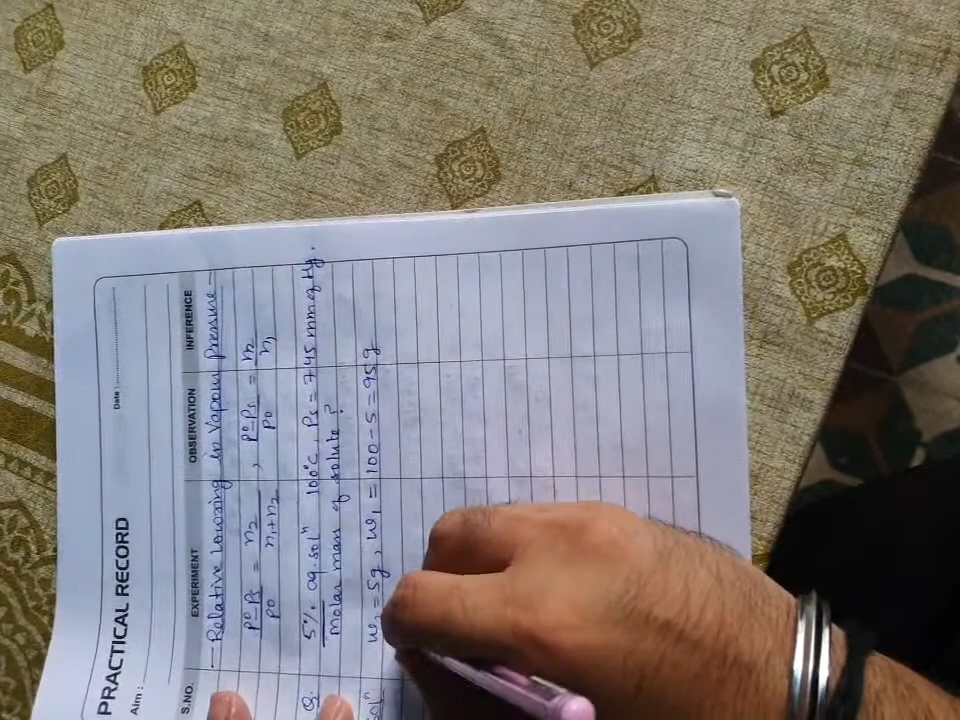 Date :
PRACTICAL RECORD
Aim :
S.NO. EXPERIMENT OBSERVATION INFERENCE
— Relative Lowering in Vapour Pressure —
P°-Ps/P° = n2/n1+n2 , P°-Ps/P° = n2/n1
Q. 5% aq. solⁿ 100°C, Ps = 745 mm of Hg.
molar mass of solute ?
solⁿ w2 = 5g, w1 = 100 - 5 = 95g